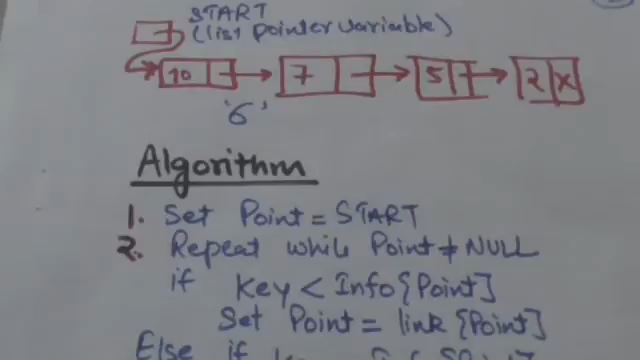 START
(list pointer variable)
10 7 5 2 X
'6'
Algorithm
1. Set Point = START
2. Repeat while Point ≠ NULL
if Key < Info[Point]
Set Point = link [Point]
Else if